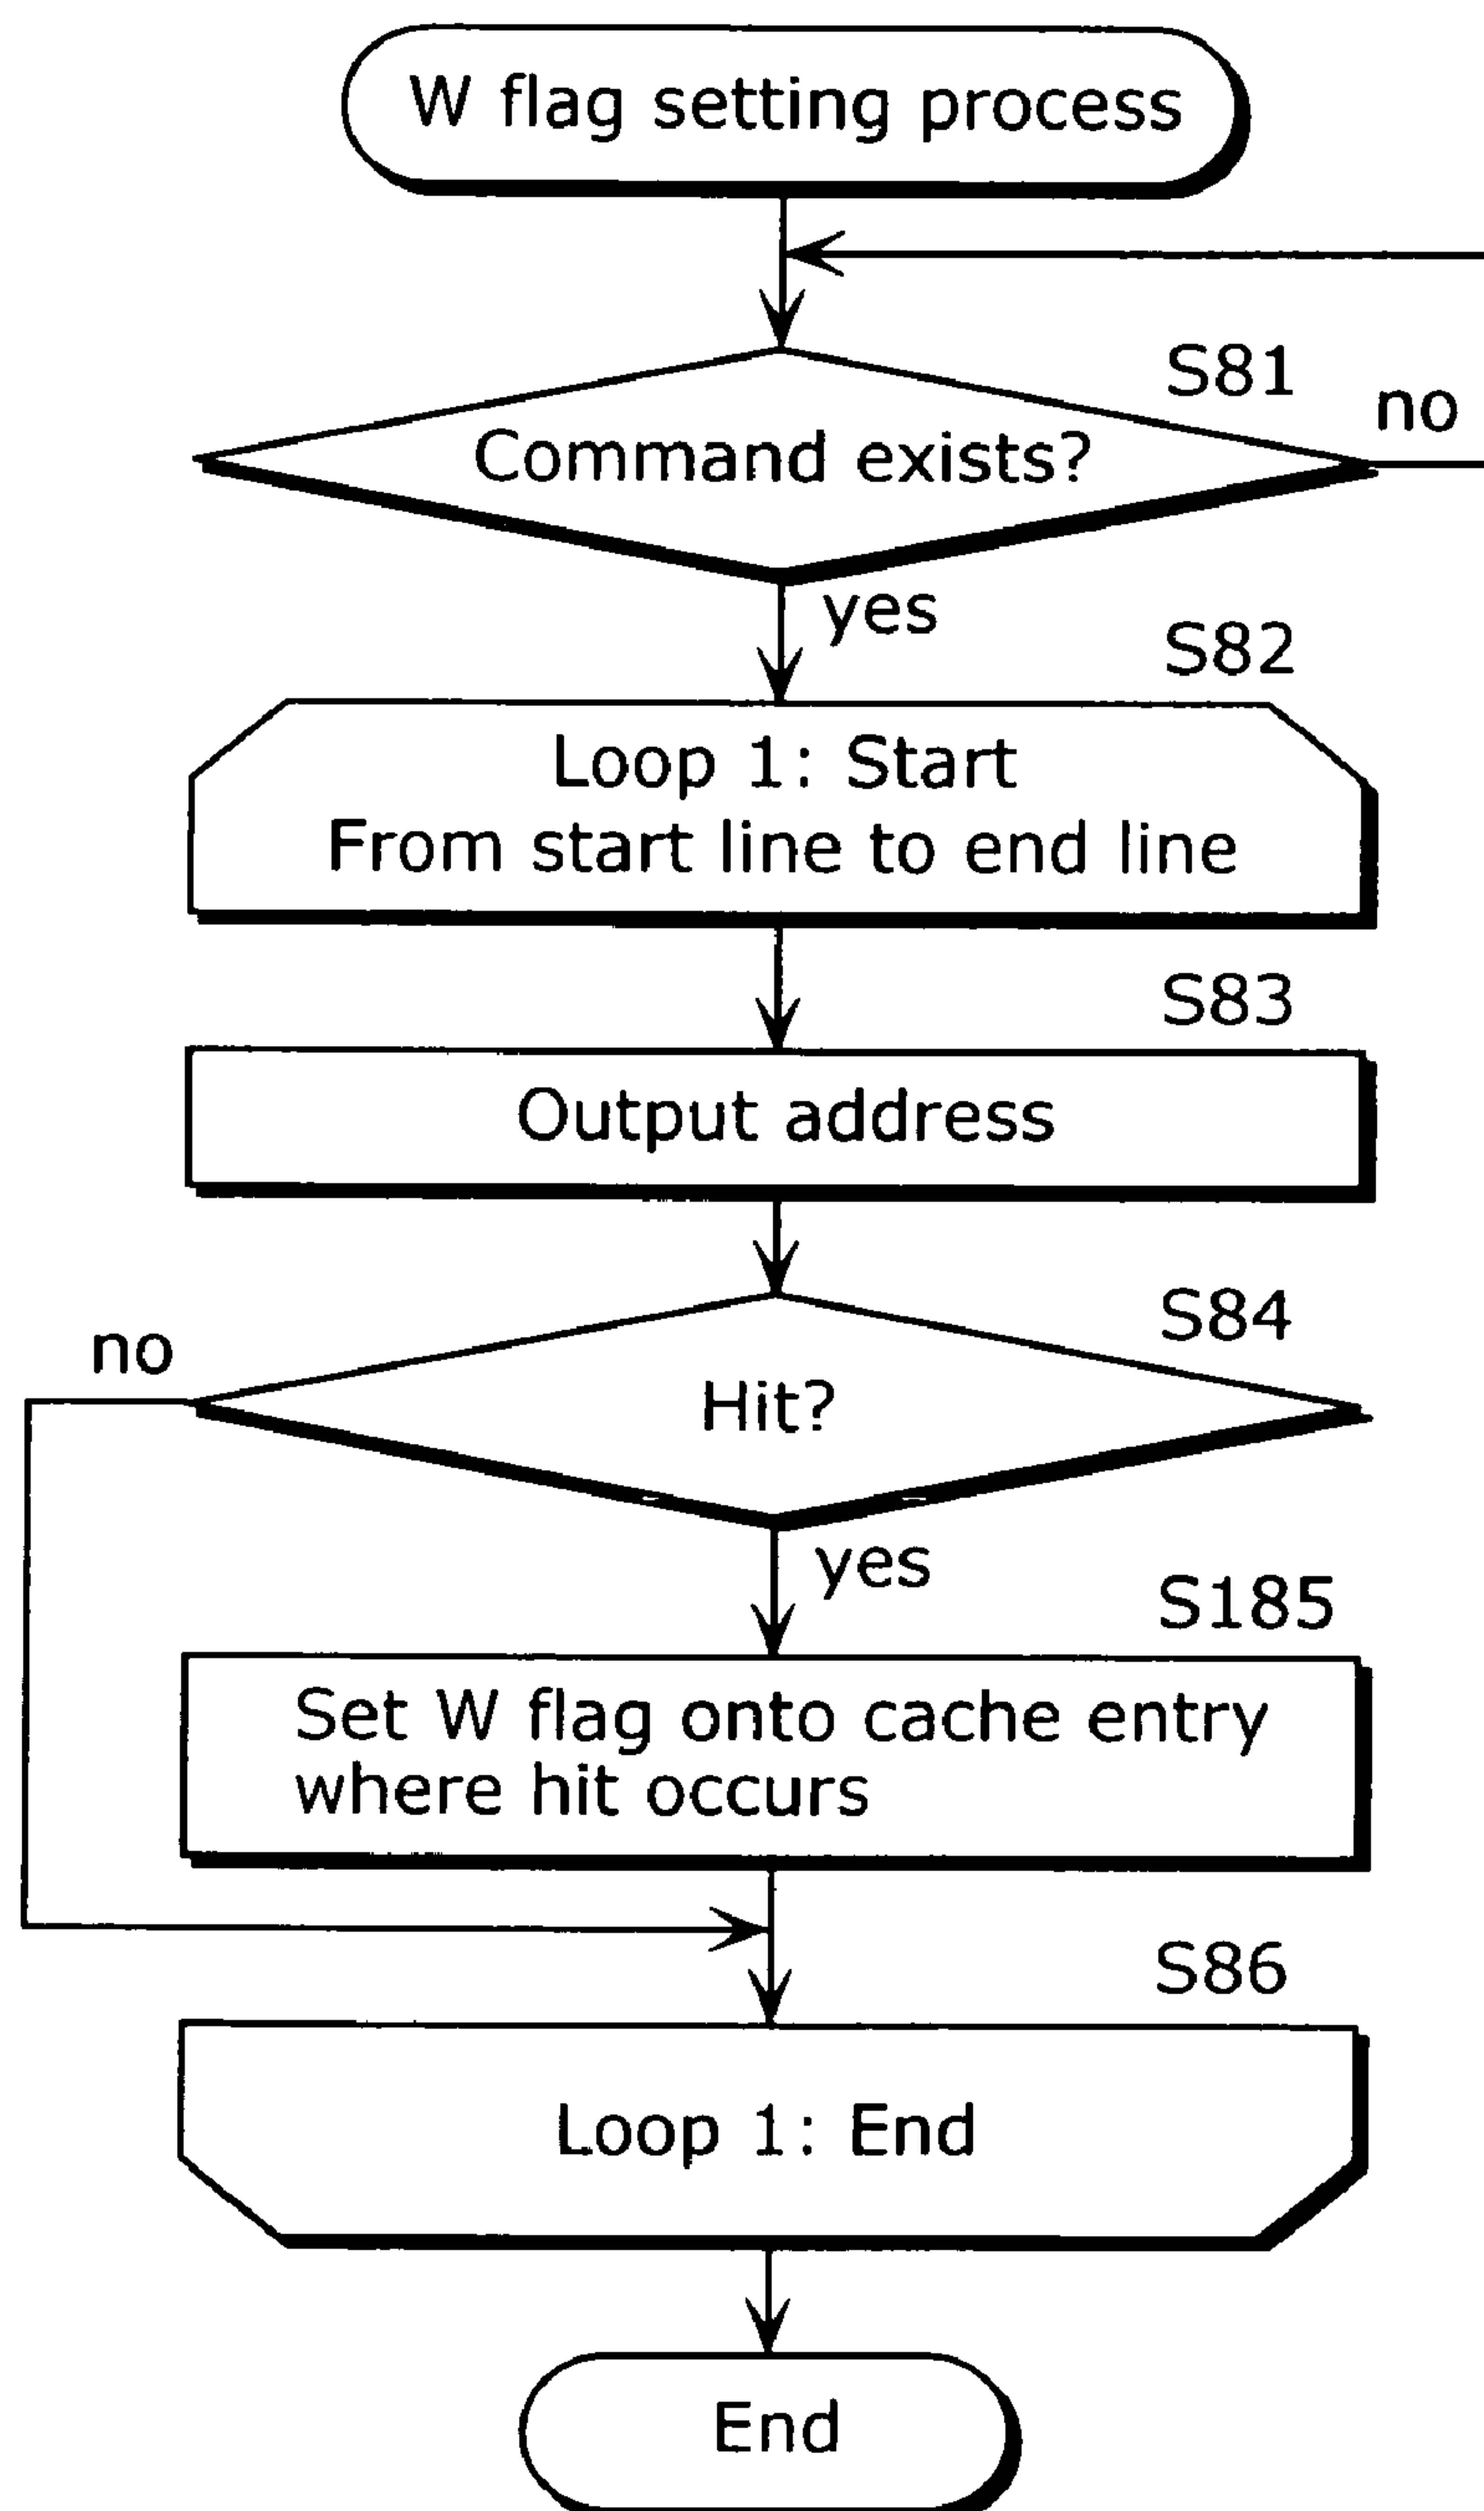 W flag setting process
S81
no
Command exists?
yes
S82
Loop 1: Start
From start line to end line
S83
Output address
S84
no
Hit?
yes
S185
Set W flag onto cache entry
where hit occurs
S86
Loop 1: End
End